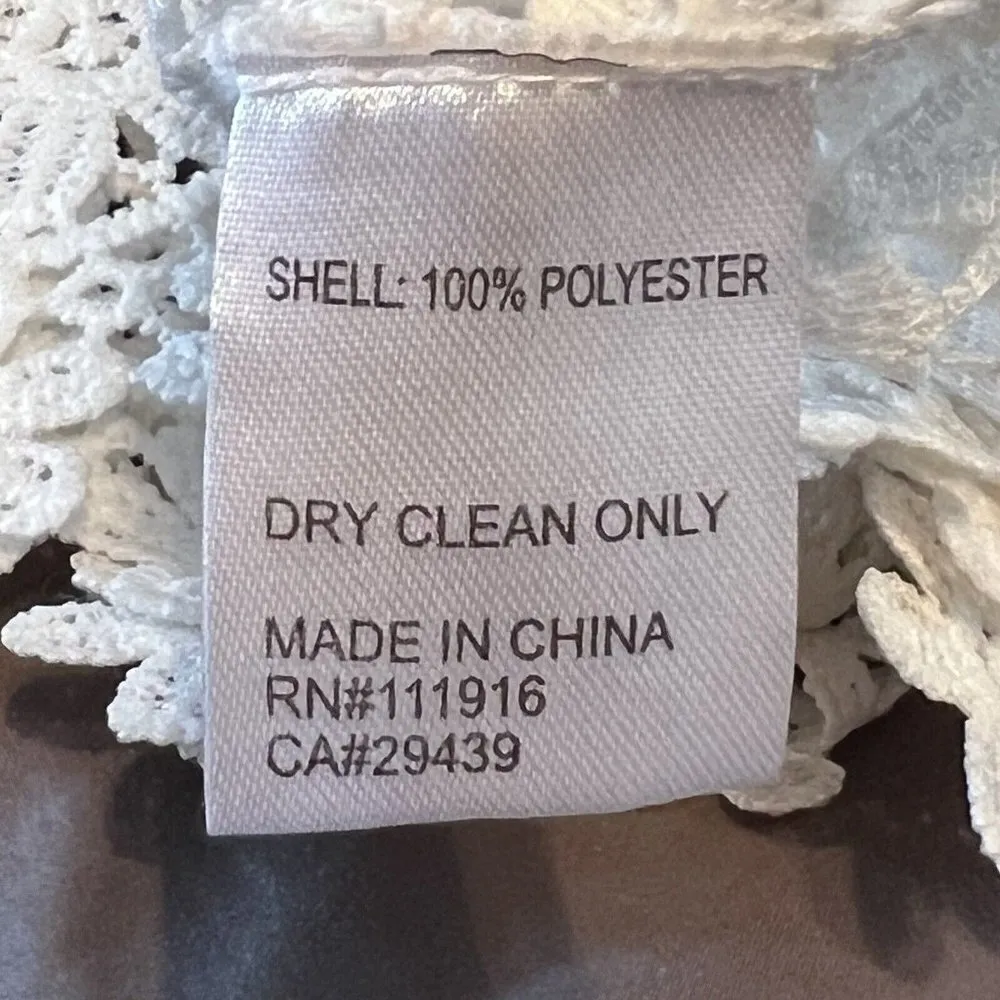 SHELL: 100% POLYESTER
DRY CLEAN ONLY
MADE IN CHINA
RN#111916
CA#29439